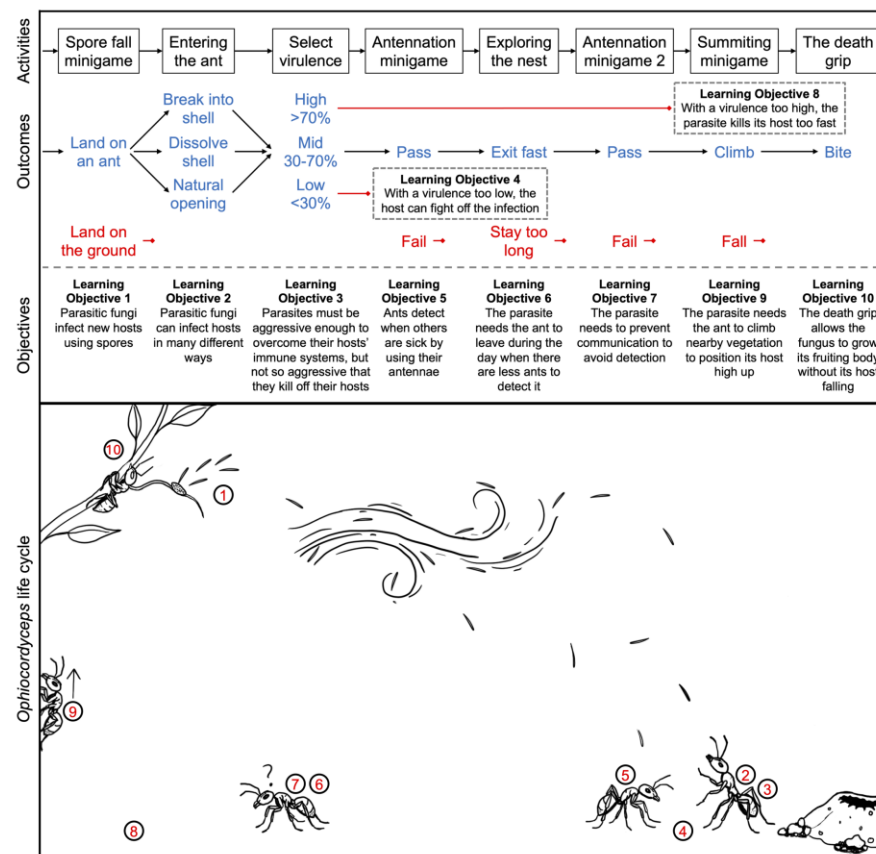 Activities
Spore fall
minigame
Entering
the ant
Select
virulence
Antennation
minigame
Exploring
the nest
Antennation
minigame 2
Summiting
minigame
The death
grip
Outcomes
Land on
an ant
Break into
shell
Dissolve
shell
Natural
opening
High
>70%
Mid
30-70%
Low
<30%
Learning Objective 8
With a virulence too high, the
parasite kills its host too fast
Pass
Exit fast
Pass
Climb
Bite
Learning Objective 4
With a virulence too low, the
host can fight off the infection
Land on
the ground
Fail
Stay too
long
Fail
Fall
Objectives
Learning
Objective 1
Parasitic fungi
infect new hosts
using spores
Learning
Objective 2
Parasitic fungi
can infect hosts
in many different
ways
Learning
Objective 3
Parasites must be
aggressive enough to
overcome their hosts'
immune systems, but
not so aggressive that
they kill off their hosts
Learning
Objective 5
Ants detect
when others
are sick by
using their
antennae
Learning
Objective 6
The parasite
needs the ant to
leave during the
day when there
are less ants to
detect it
Learning
Objective 7
The parasite
needs to prevent
communication to
avoid detection
Learning
Objective 9
The parasite needs
the ant to climb
nearby vegetation
to position its host
high up
Learning
Objective 10
The death grip
allows the
fungus to grow
its fruiting body
without its host
falling
Ophiocordyceps life cycle
10
1
9
?
7
6
5
2
3
8
4